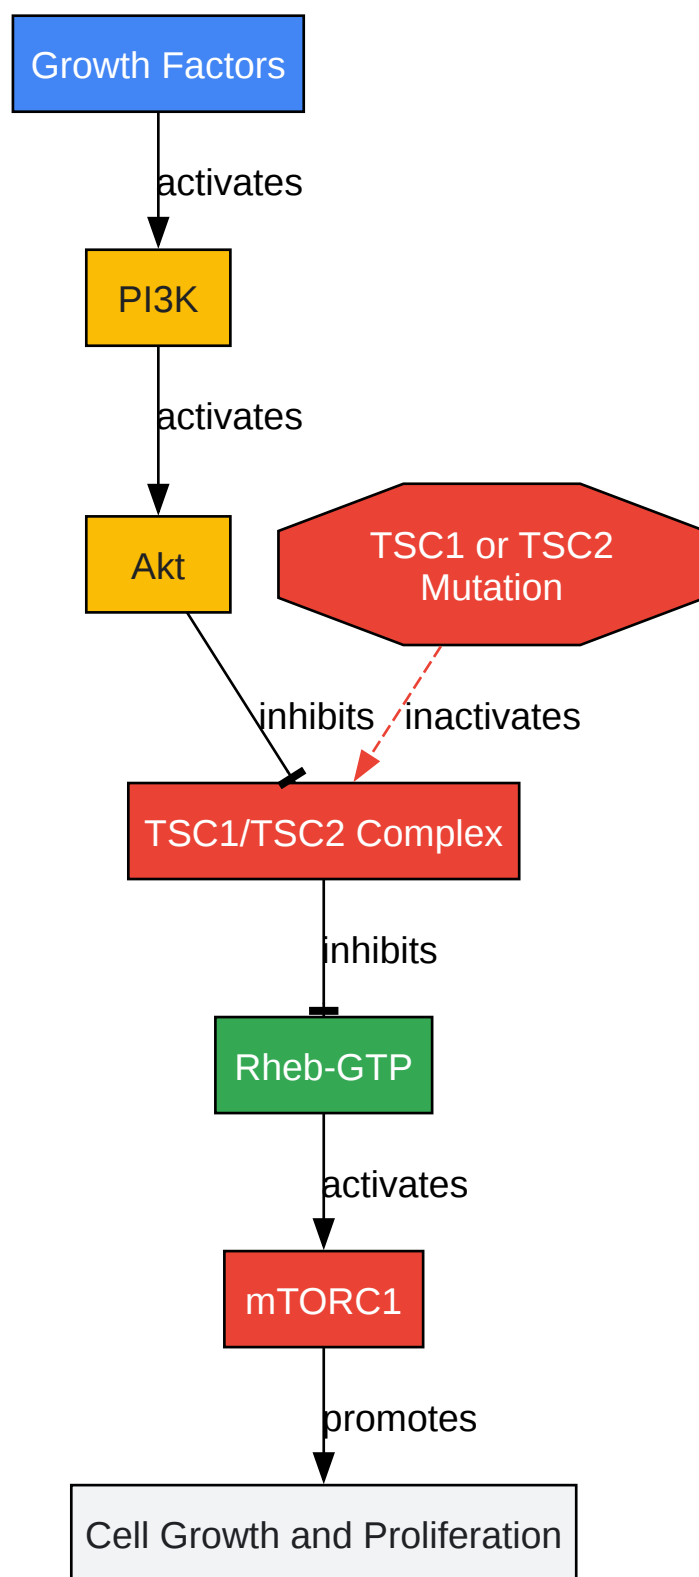 Growth Factors
activates
PI3K
activates
Akt
TSC1 or TSC2
Mutation
inhibits
inactivates
TSC1/TSC2 Complex
inhibits
Rheb-GTP
activates
mTORC1
promotes
Cell Growth and Proliferation